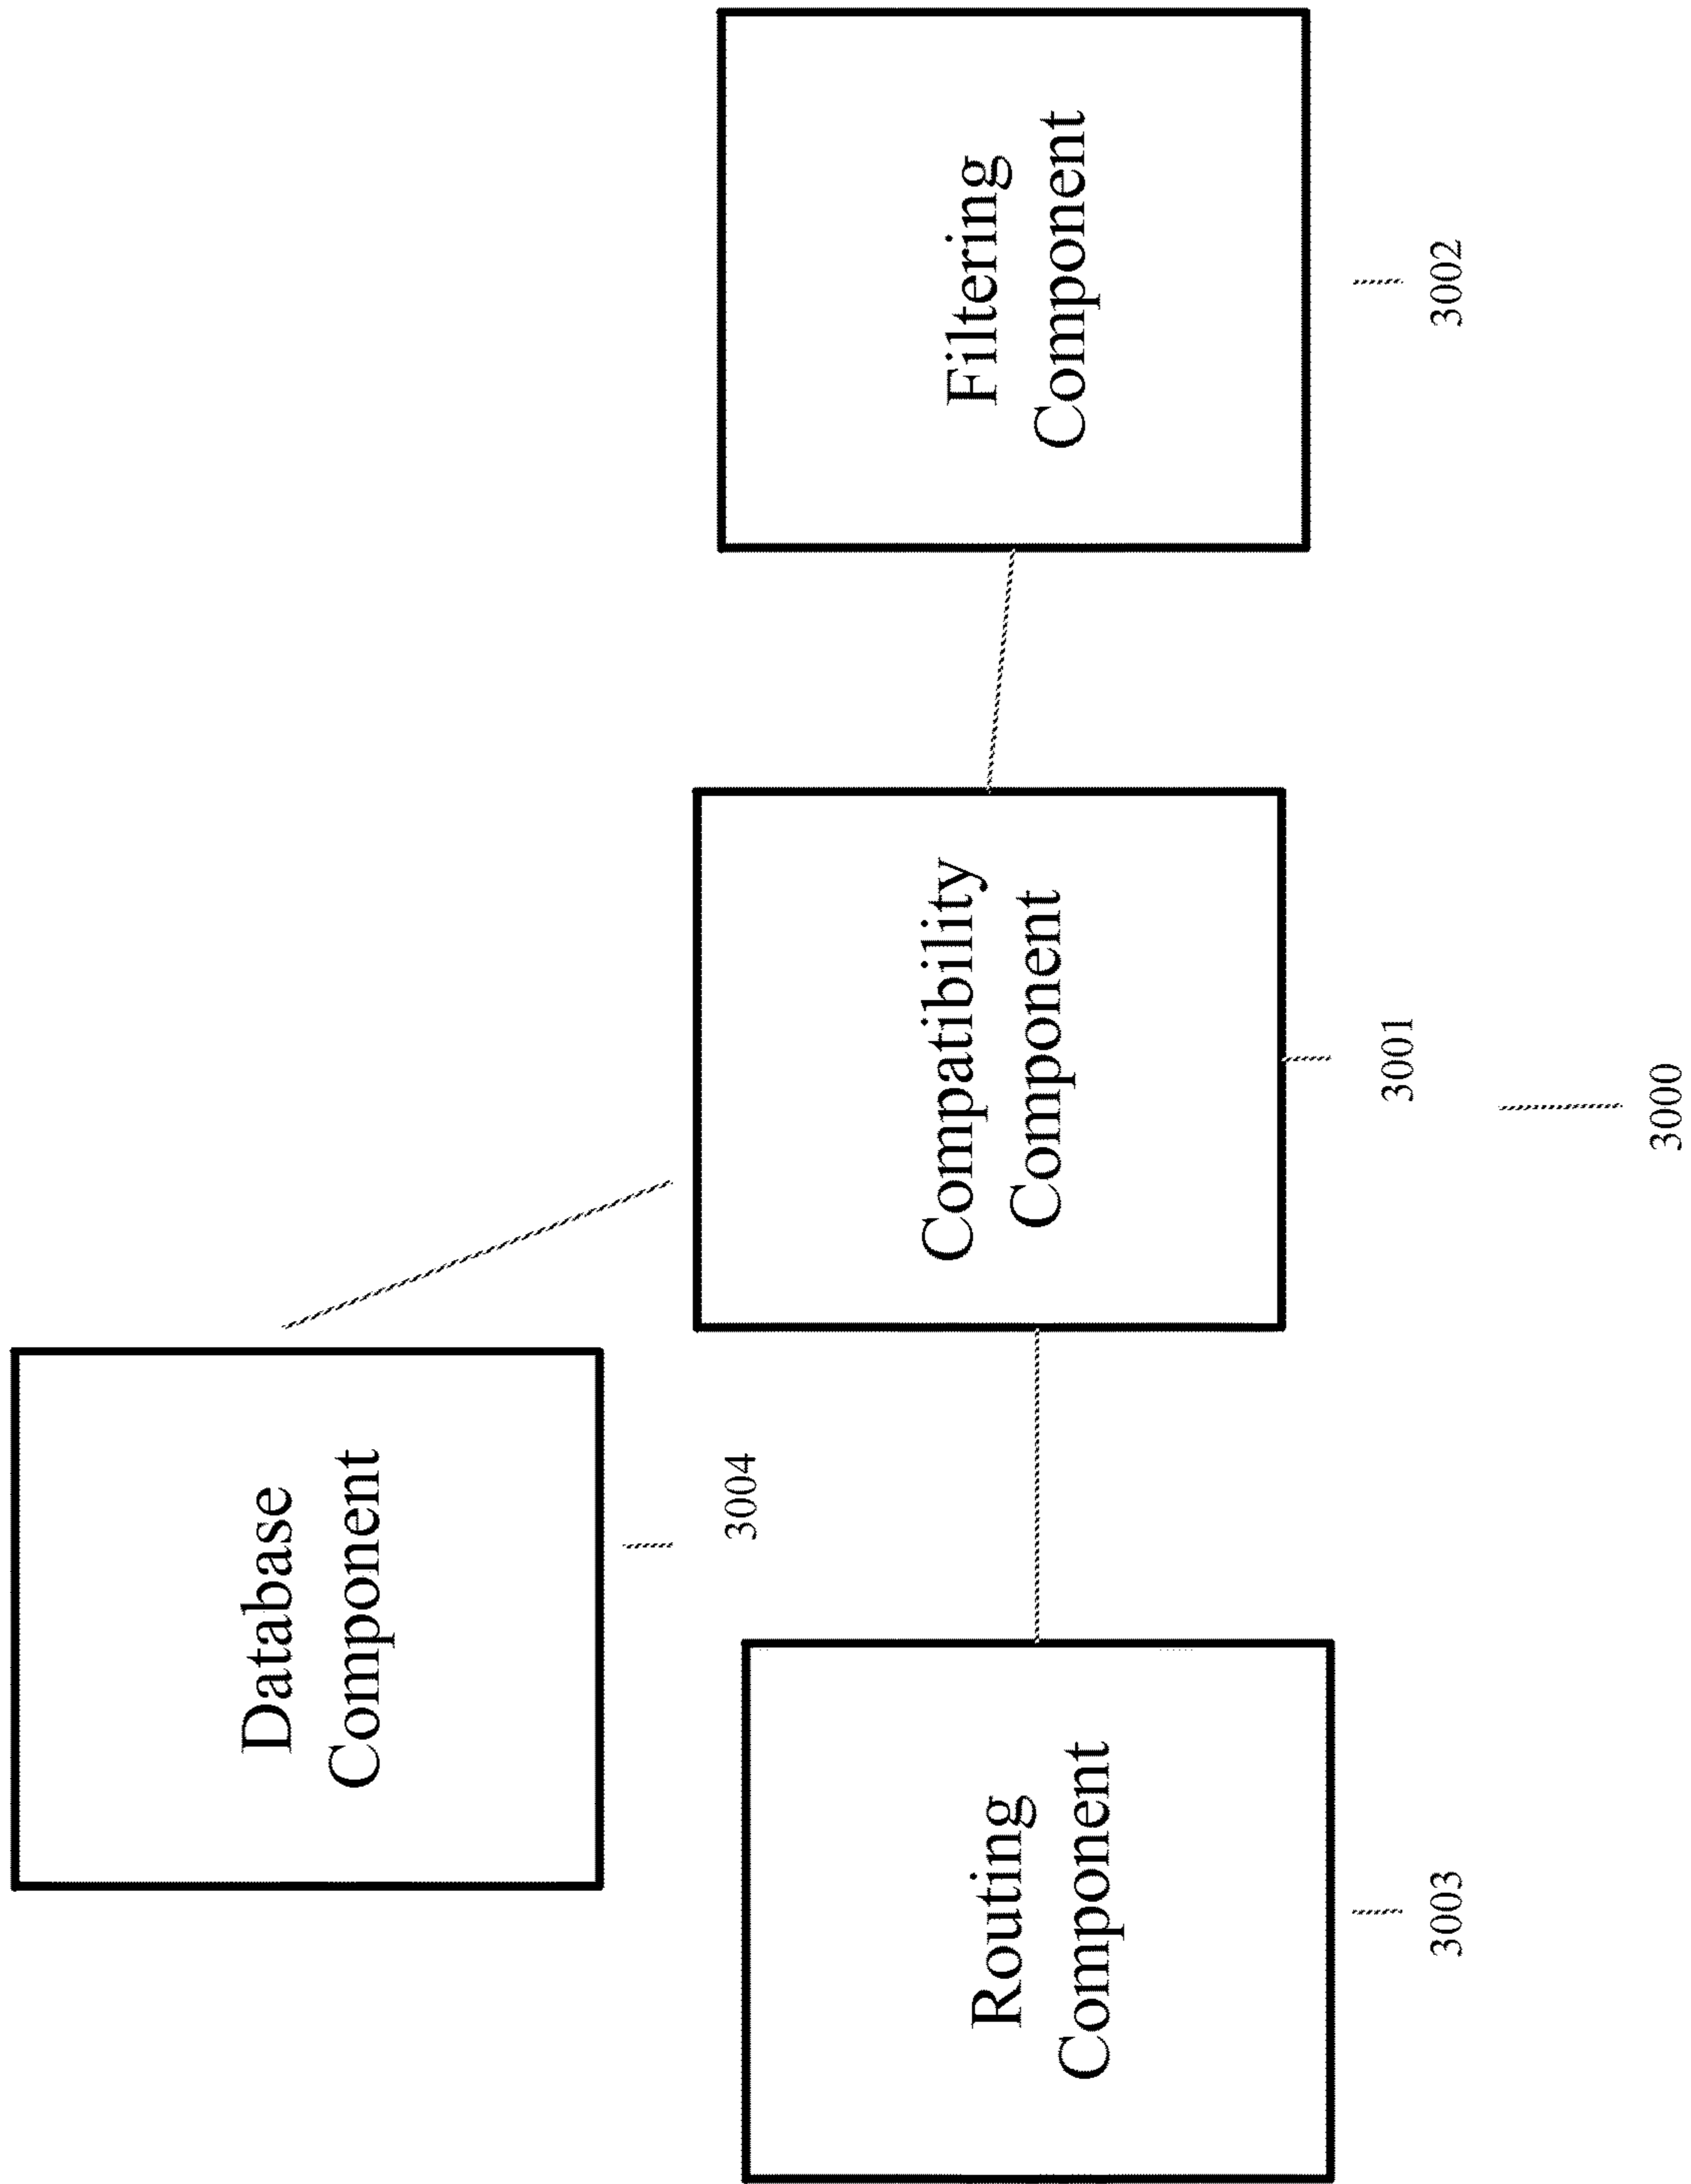 Database
Component
3004
Routing
Component
3003
Compatibility
Component
3001
3000
Filtering
Component
3002